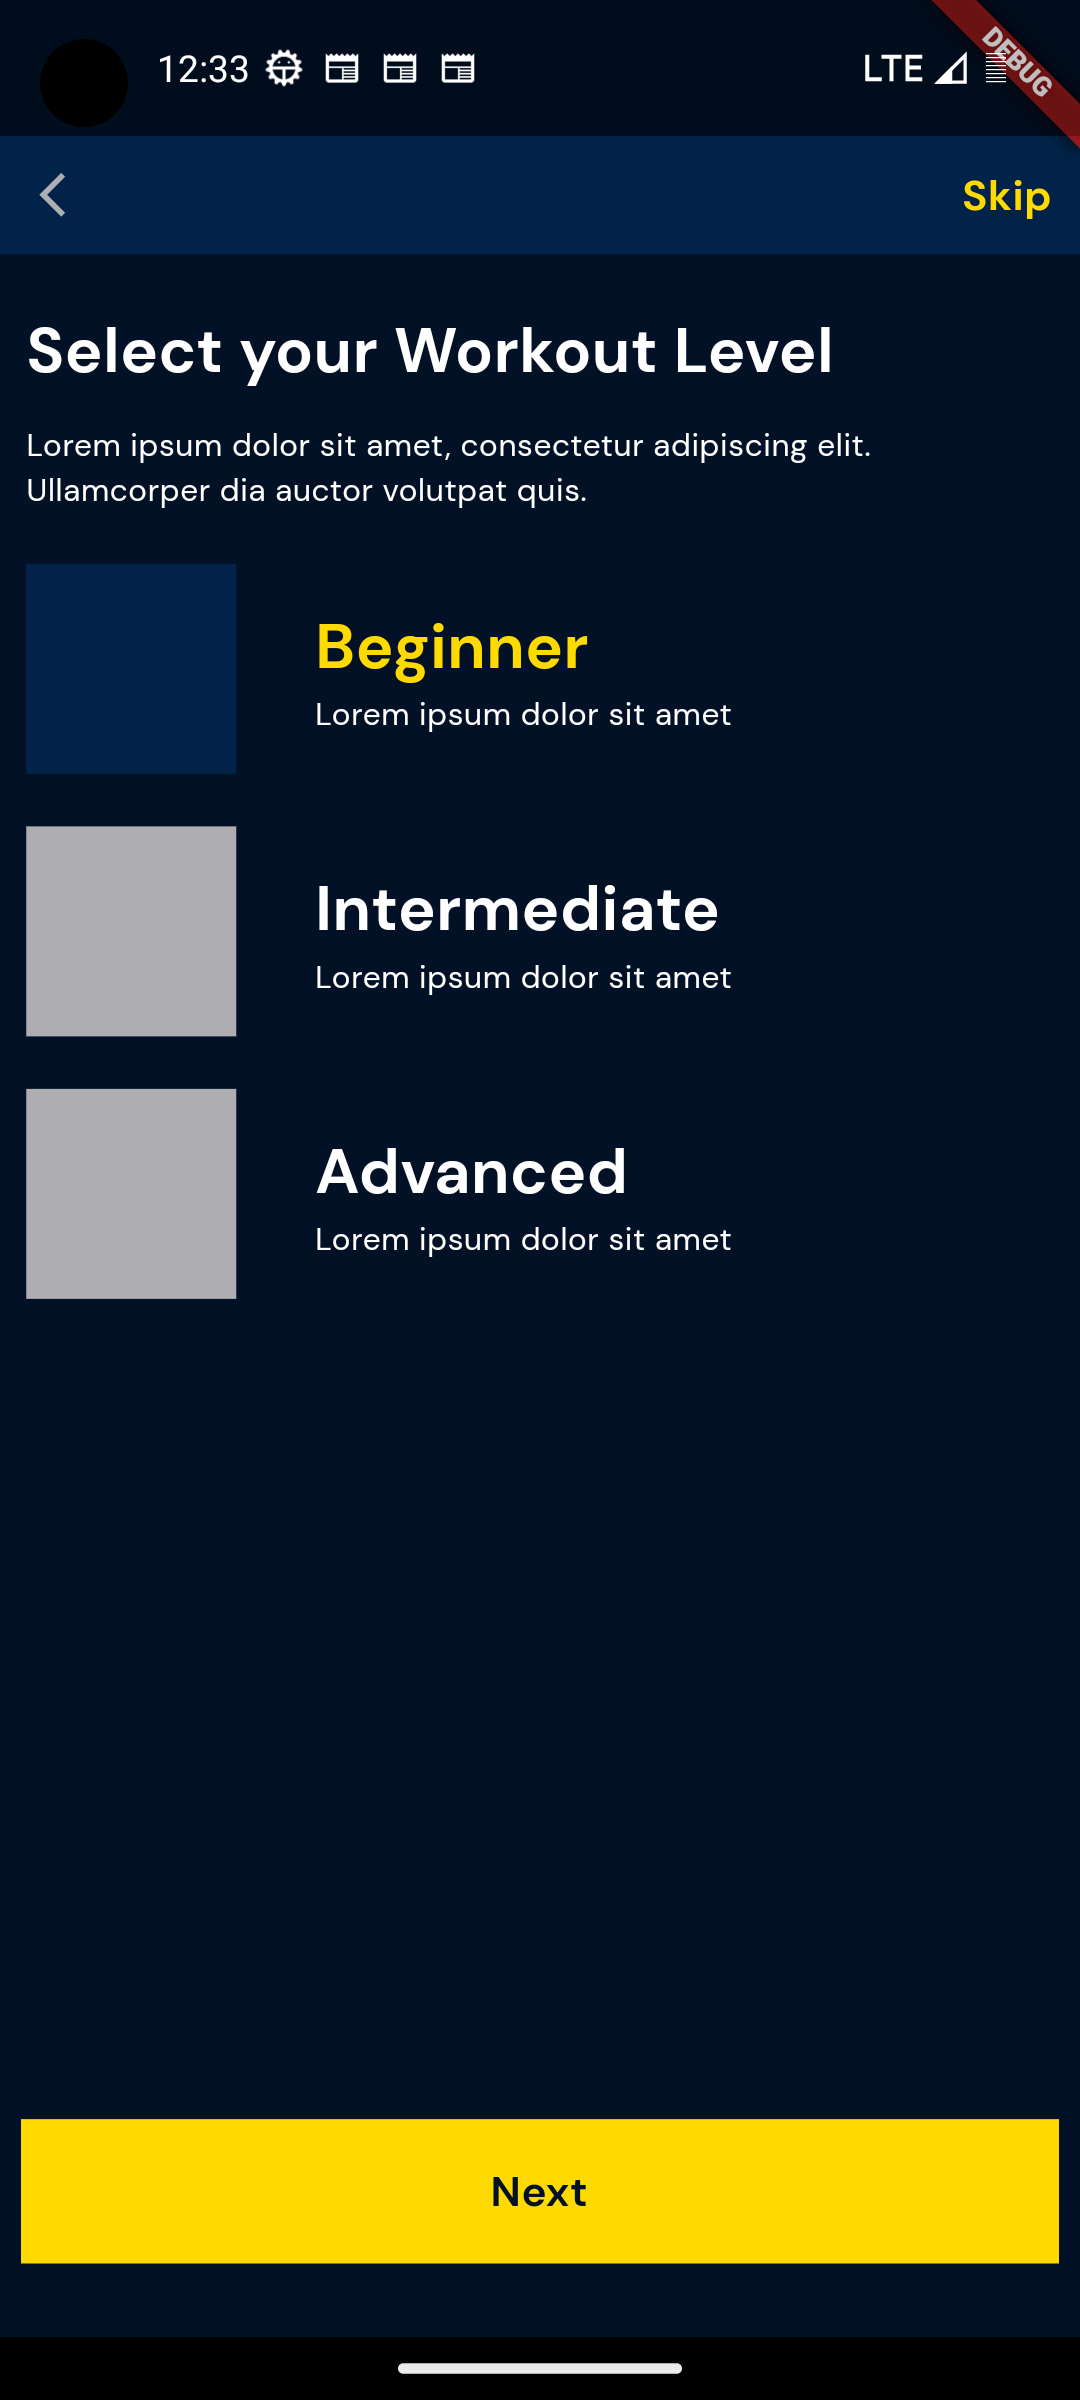 12:33
LTE
DEBUG
Skip
Select your Workout Level
Lorem ipsum dolor sit amet, consectetur adipiscing elit.
Ullamcorper dia auctor volutpat quis.
Beginner
Lorem ipsum dolor sit amet
Intermediate
Lorem ipsum dolor sit amet
Advanced
Lorem ipsum dolor sit amet
Next